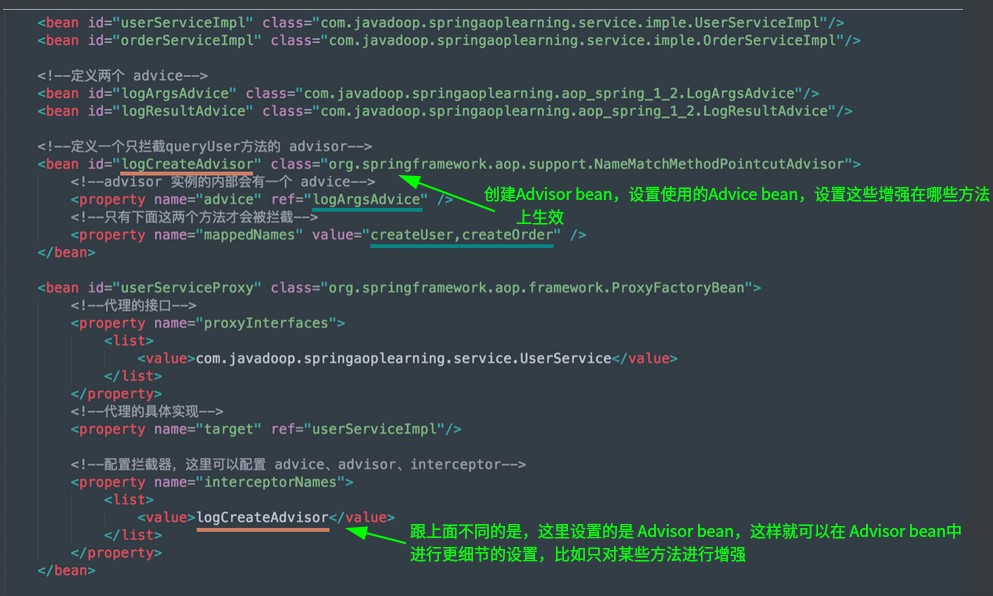 <bean id="userServiceImpl" class="com.javadoop.springaoplearning.service.imple.UserServiceImpl"/>
<bean id="orderServiceImpl" class="com.javadoop.springaoplearning.service.imple.OrderServiceImpl"/>
<!--定义两个 advice-->
<bean id="logArgsAdvice" class="com.javadoop.springaoplearning.aop_spring_1_2.LogArgsAdvice"/>
<bean id="logResultAdvice" class="com.javadoop.springaoplearning.aop_spring_1_2.LogResultAdvice"/>
<!--定义一个只拦截queryUser方法的 advisor-->
<bean id="logCreateAdvisor" class="org.springframework.aop.support.NameMatchMethodPointcutAdvisor">
<!--advisor 实例的内部会有一个 advice-->
<property name="advice" ref="logArgsAdvice" />
创建Advisor bean，设置使用的Advice bean，设置这些增强在哪些方法
上生效
<!--只有下面这两个方法才会被拦截-->
<property name="mappedNames" value="createUser,createOrder" />
</bean>
<bean id="userServiceProxy" class="org.springframework.aop.framework.ProxyFactoryBean">
<!--代理的接口-->
<property name="proxyInterfaces">
<list>
<value>com.javadoop.springaoplearning.service.UserService</value>
</list>
</property>
<!--代理的具体实现-->
<property name="target" ref="userServiceImpl"/>
<!--配置拦截器，这里可以配置 advice、advisor、interceptor-->
<property name="interceptorNames">
<list>
<value>logCreateAdvisor</value>
跟上面不同的是，这里设置的是 Advisor bean，这样就可以在 Advisor bean中
进行更细节的设置，比如只对某些方法进行增强
</list>
</property>
</bean>